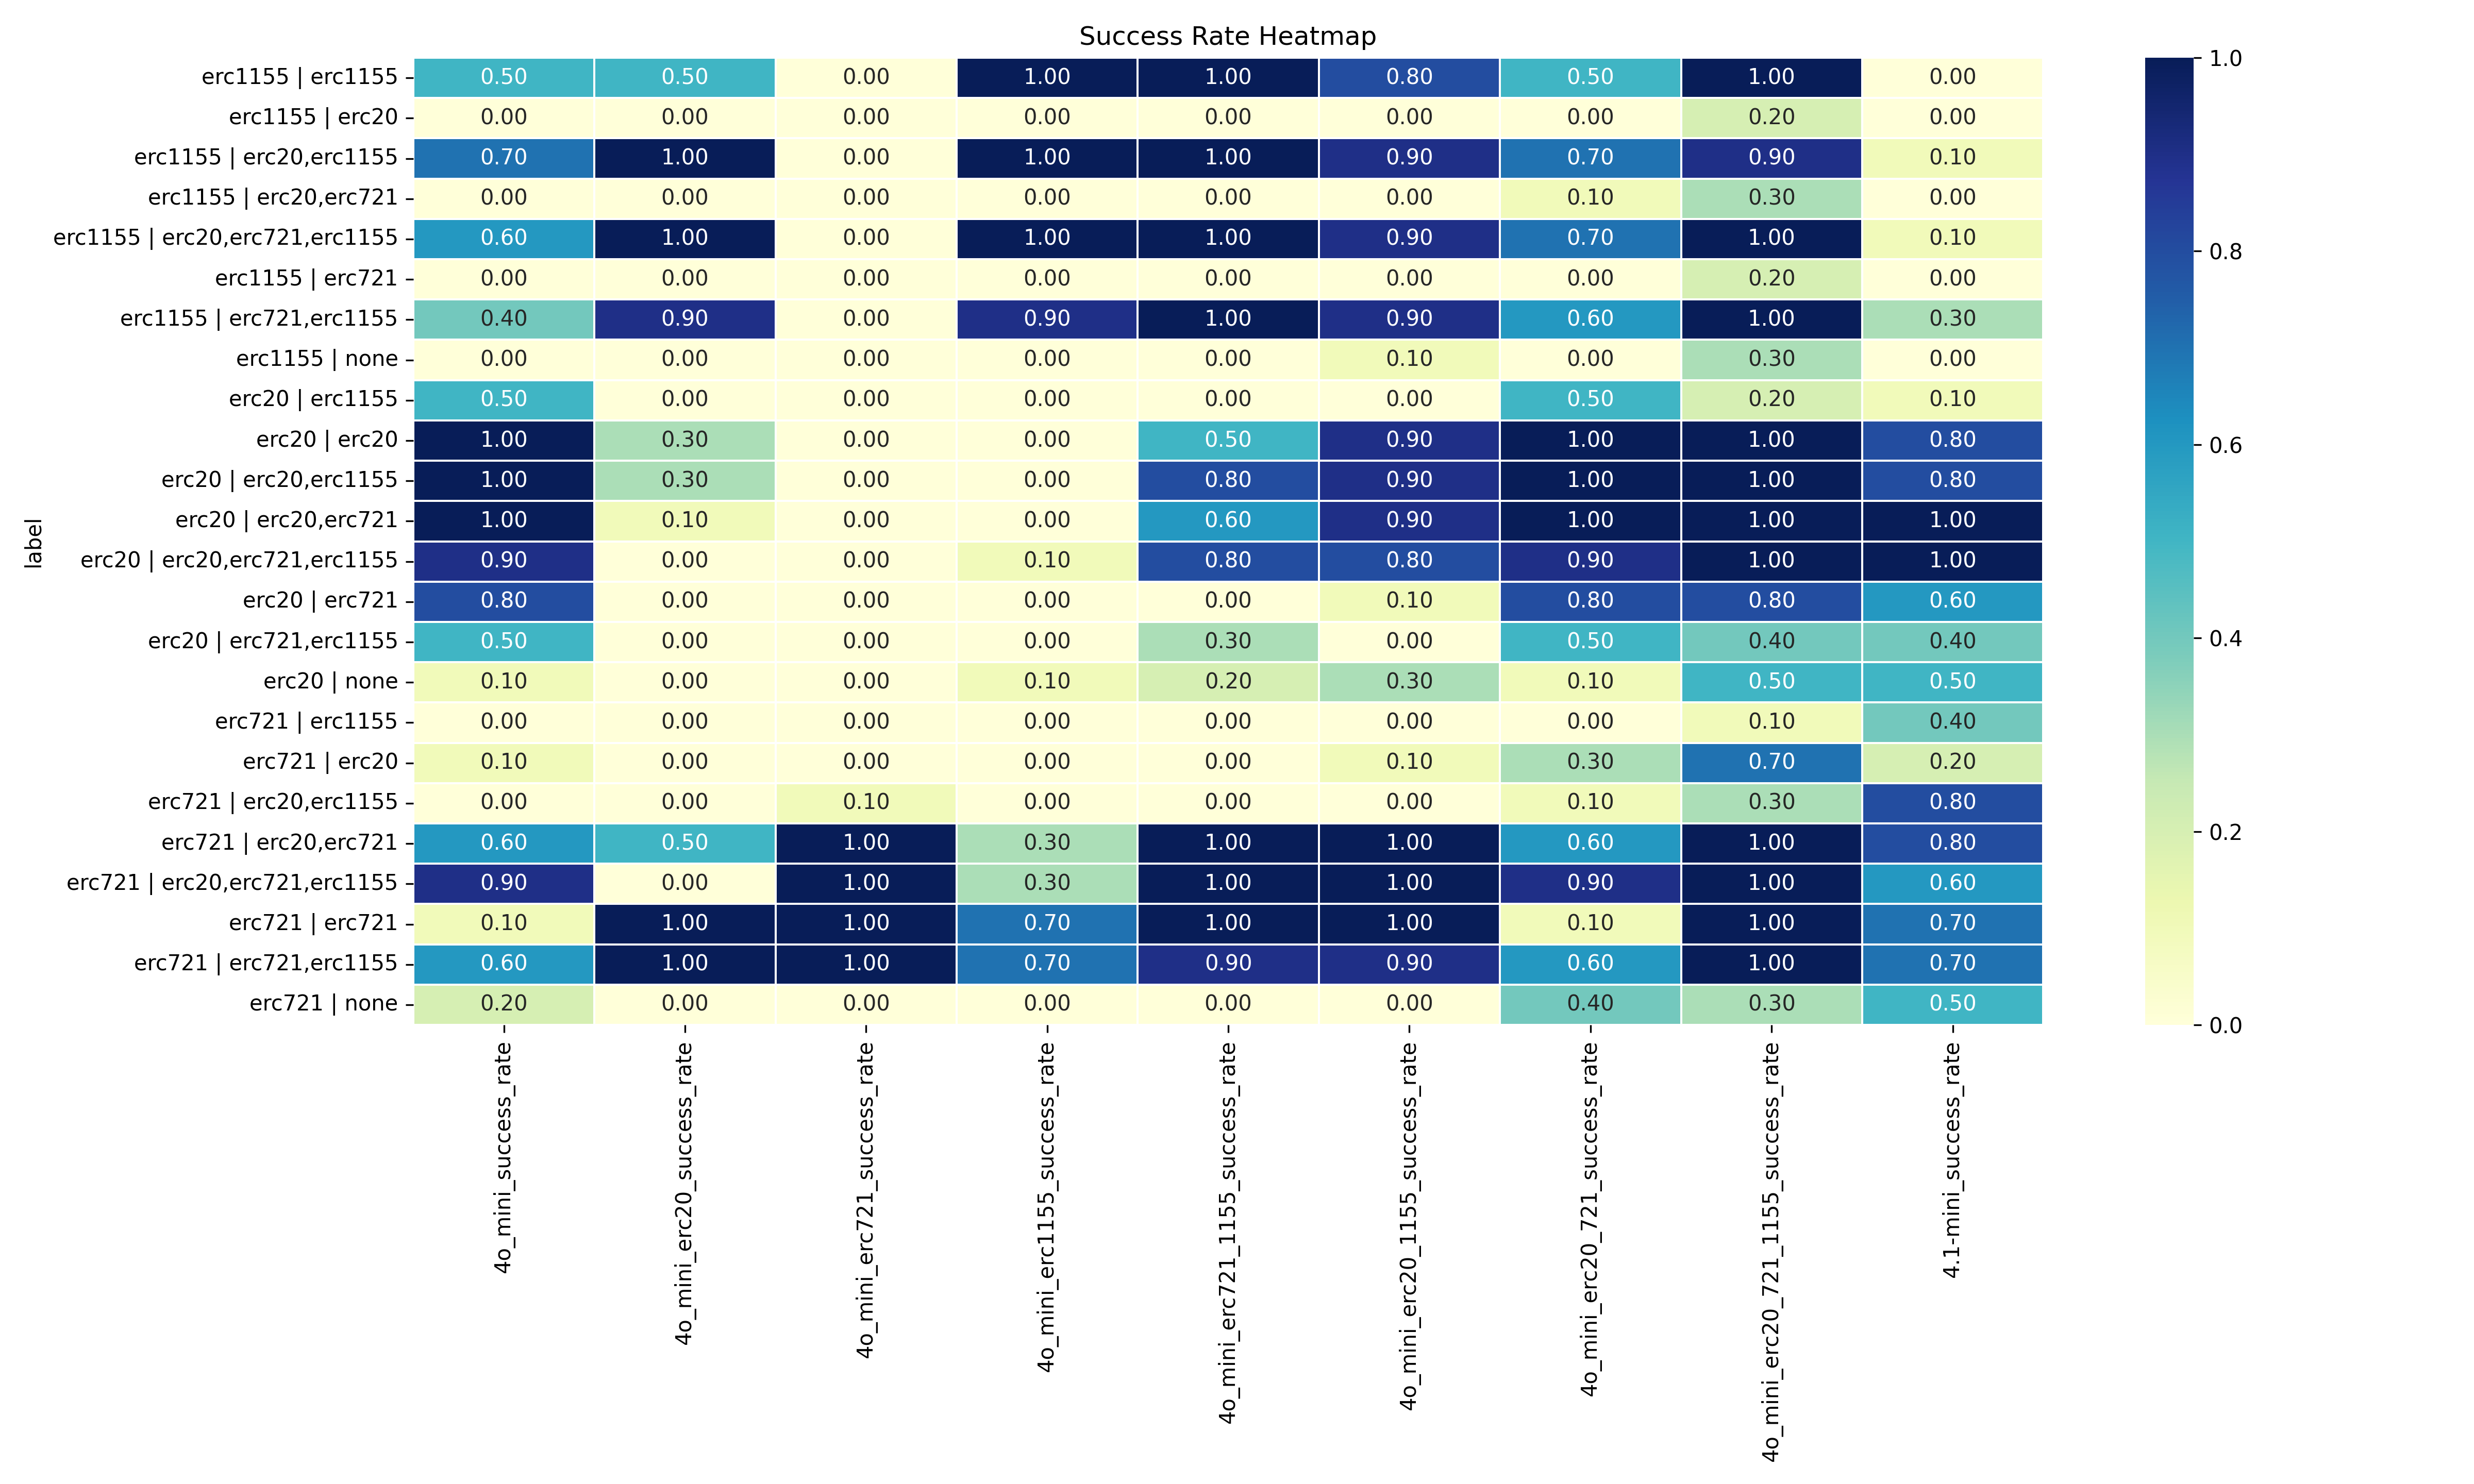 Success Rate Heatmap
label
erc1155 | erc1155 0.50 0.50 0.00 1.00 1.00 0.80 0.50 1.00 0.00
erc1155 | erc20 0.00 0.00 0.00 0.00 0.00 0.00 0.00 0.20 0.00
erc1155 | erc20,erc1155 0.70 1.00 0.00 1.00 1.00 0.90 0.70 0.90 0.10
erc1155 | erc20,erc721 0.00 0.00 0.00 0.00 0.00 0.00 0.10 0.30 0.00
erc1155 | erc20,erc721,erc1155 0.60 1.00 0.00 1.00 1.00 0.90 0.70 1.00 0.10
erc1155 | erc721 0.00 0.00 0.00 0.00 0.00 0.00 0.00 0.20 0.00
erc1155 | erc721,erc1155 0.40 0.90 0.00 0.90 1.00 0.90 0.60 1.00 0.30
erc1155 | none 0.00 0.00 0.00 0.00 0.00 0.10 0.00 0.30 0.00
erc20 | erc1155 0.50 0.00 0.00 0.00 0.00 0.00 0.50 0.20 0.10
erc20 | erc20 1.00 0.30 0.00 0.00 0.50 0.90 1.00 1.00 0.80
erc20 | erc20,erc1155 1.00 0.30 0.00 0.00 0.80 0.90 1.00 1.00 0.80
erc20 | erc20,erc721 1.00 0.10 0.00 0.00 0.60 0.90 1.00 1.00 1.00
erc20 | erc20,erc721,erc1155 0.90 0.00 0.00 0.10 0.80 0.80 0.90 1.00 1.00
erc20 | erc721 0.80 0.00 0.00 0.00 0.00 0.10 0.80 0.80 0.60
erc20 | erc721,erc1155 0.50 0.00 0.00 0.00 0.30 0.00 0.50 0.40 0.40
erc20 | none 0.10 0.00 0.00 0.10 0.20 0.30 0.10 0.50 0.50
erc721 | erc1155 0.00 0.00 0.00 0.00 0.00 0.00 0.00 0.10 0.40
erc721 | erc20 0.10 0.00 0.00 0.00 0.00 0.10 0.30 0.70 0.20
erc721 | erc20,erc1155 0.00 0.00 0.10 0.00 0.00 0.00 0.10 0.30 0.80
erc721 | erc20,erc721 0.60 0.50 1.00 0.30 1.00 1.00 0.60 1.00 0.80
erc721 | erc20,erc721,erc1155 0.90 0.00 1.00 0.30 1.00 1.00 0.90 1.00 0.60
erc721 | erc721 0.10 1.00 1.00 0.70 1.00 1.00 0.10 1.00 0.70
erc721 | erc721,erc1155 0.60 1.00 1.00 0.70 0.90 0.90 0.60 1.00 0.70
erc721 | none 0.20 0.00 0.00 0.00 0.00 0.00 0.40 0.30 0.50
4o_mini_success_rate
4o_mini_erc20_success_rate
4o_mini_erc721_success_rate
4o_mini_erc1155_success_rate
4o_mini_erc721_1155_success_rate
4o_mini_erc20_1155_success_rate
4o_mini_erc20_721_success_rate
4o_mini_erc20_721_1155_success_rate
4.1-mini_success_rate
1.0
0.8
0.6
0.4
0.2
0.0